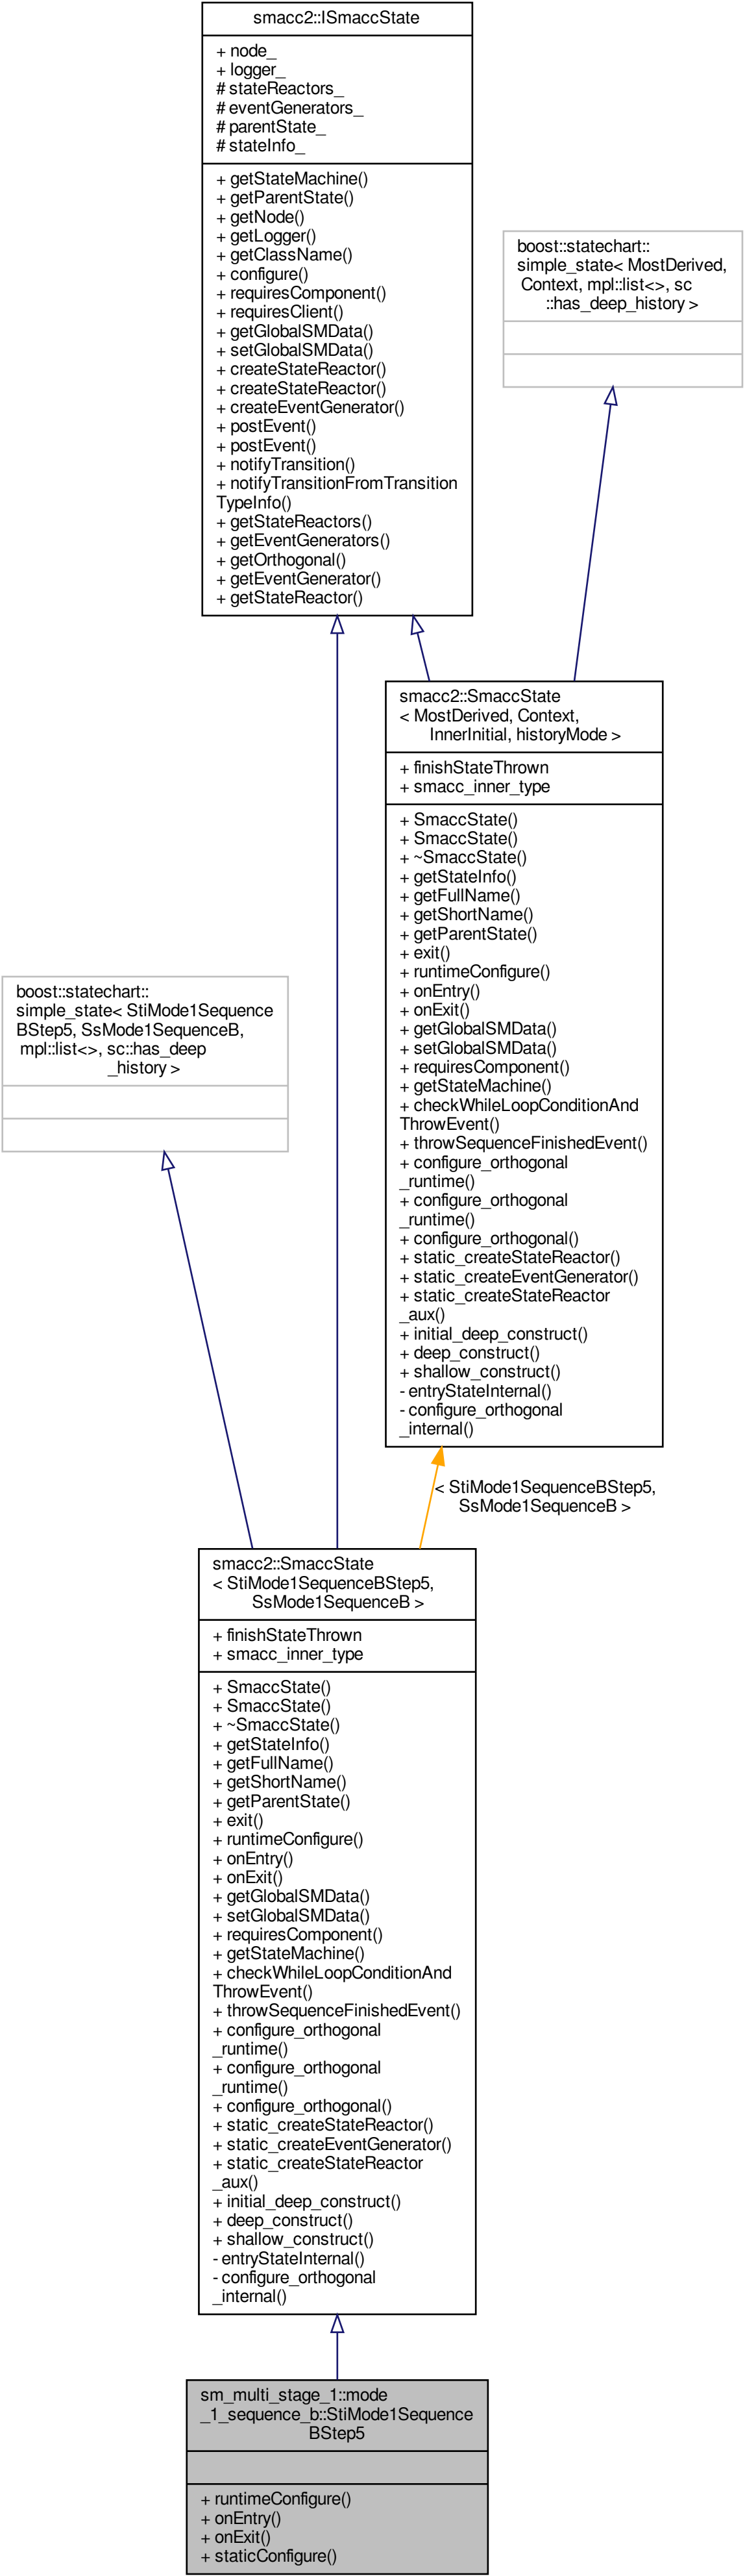 smacc2::ISmaccState
+ node_
+ logger_
# stateReactors_
# eventGenerators_
# parentState_
# stateInfo_
+ getStateMachine()
+ getParentState()
+ getNode()
+ getLogger()
+ getClassName()
+ configure()
+ requiresComponent()
+ requiresClient()
+ getGlobalSMData()
+ setGlobalSMData()
+ createStateReactor()
+ createStateReactor()
+ createEventGenerator()
+ postEvent()
+ postEvent()
+ notifyTransition()
+ notifyTransitionFromTransition
TypeInfo()
+ getStateReactors()
+ getEventGenerators()
+ getOrthogonal()
+ getEventGenerator()
+ getStateReactor()
boost::statechart::
simple_state< MostDerived,
Context, mpl::list<>, sc
::has_deep_history >
smacc2::SmaccState
< MostDerived, Context,
InnerInitial, historyMode >
+ finishStateThrown
+ smacc_inner_type
+ SmaccState()
+ SmaccState()
+ ~SmaccState()
+ getStateInfo()
+ getFullName()
+ getShortName()
+ getParentState()
+ exit()
+ runtimeConfigure()
+ onEntry()
+ onExit()
+ getGlobalSMData()
+ setGlobalSMData()
+ requiresComponent()
+ getStateMachine()
+ checkWhileLoopConditionAnd
ThrowEvent()
+ throwSequenceFinishedEvent()
+ configure_orthogonal
_runtime()
+ configure_orthogonal
_runtime()
+ configure_orthogonal()
+ static_createStateReactor()
+ static_createEventGenerator()
+ static_createStateReactor
_aux()
+ initial_deep_construct()
+ deep_construct()
+ shallow_construct()
- entryStateInternal()
- configure_orthogonal
_internal()
boost::statechart::
simple_state< StiMode1Sequence
BStep5, SsMode1SequenceB,
mpl::list<>, sc::has_deep
_history >
< StiMode1SequenceBStep5,
SsMode1SequenceB >
smacc2::SmaccState
< StiMode1SequenceBStep5,
SsMode1SequenceB >
+ finishStateThrown
+ smacc_inner_type
+ SmaccState()
+ SmaccState()
+ ~SmaccState()
+ getStateInfo()
+ getFullName()
+ getShortName()
+ getParentState()
+ exit()
+ runtimeConfigure()
+ onEntry()
+ onExit()
+ getGlobalSMData()
+ setGlobalSMData()
+ requiresComponent()
+ getStateMachine()
+ checkWhileLoopConditionAnd
ThrowEvent()
+ throwSequenceFinishedEvent()
+ configure_orthogonal
_runtime()
+ configure_orthogonal
_runtime()
+ configure_orthogonal()
+ static_createStateReactor()
+ static_createEventGenerator()
+ static_createStateReactor
_aux()
+ initial_deep_construct()
+ deep_construct()
+ shallow_construct()
- entryStateInternal()
- configure_orthogonal
_internal()
sm_multi_stage_1::mode
_1_sequence_b::StiMode1Sequence
BStep5
+ runtimeConfigure()
+ onEntry()
+ onExit()
+ staticConfigure()